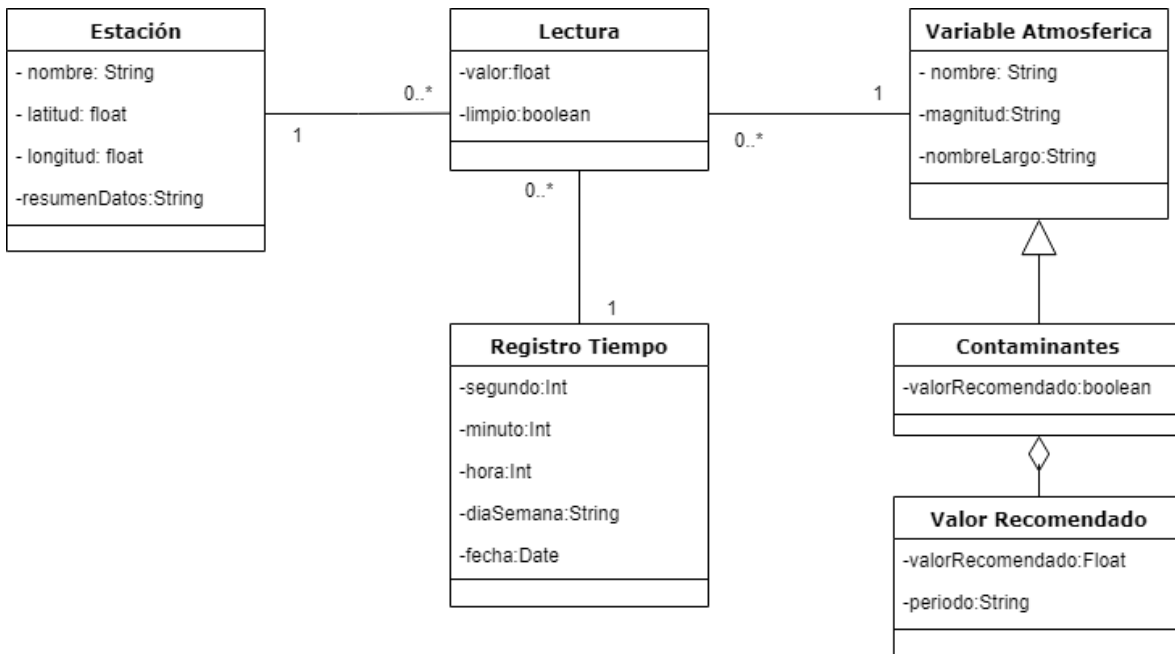 Estación
- nombre: String
- latitud: float
- longitud: float
-resumenDatos:String
1
0..*
Lectura
-valor:float
-limpio:boolean
0..*
1
Variable Atmosferica
- nombre: String
-magnitud:String
-nombreLargo:String
0..*
1
Registro Tiempo
-segundo:Int
-minuto:Int
-hora:Int
-diaSemana:String
-fecha:Date
Contaminantes
-valorRecomendado:boolean
Valor Recomendado
-valorRecomendado:Float
-periodo:String